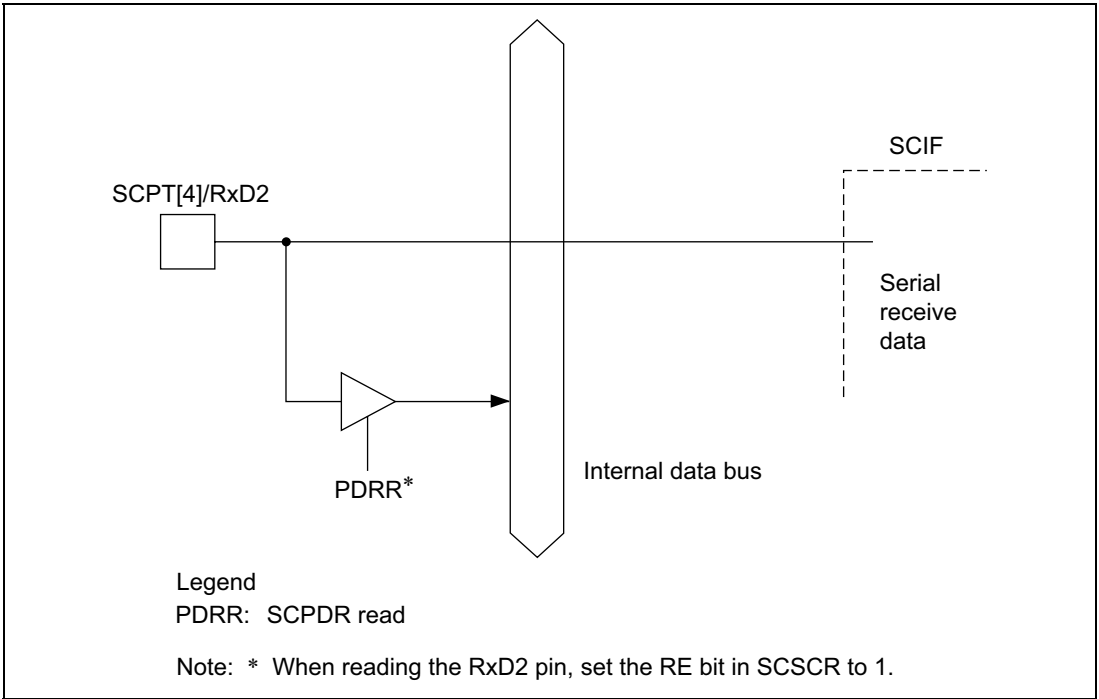 SCIF
SCPT[4]/RxD2
Serial
receive
data
Internal data bus
PDRR*
Legend
PDRR: SCPDR read
Note: * When reading the RxD2 pin, set the RE bit in SCSCR to 1.